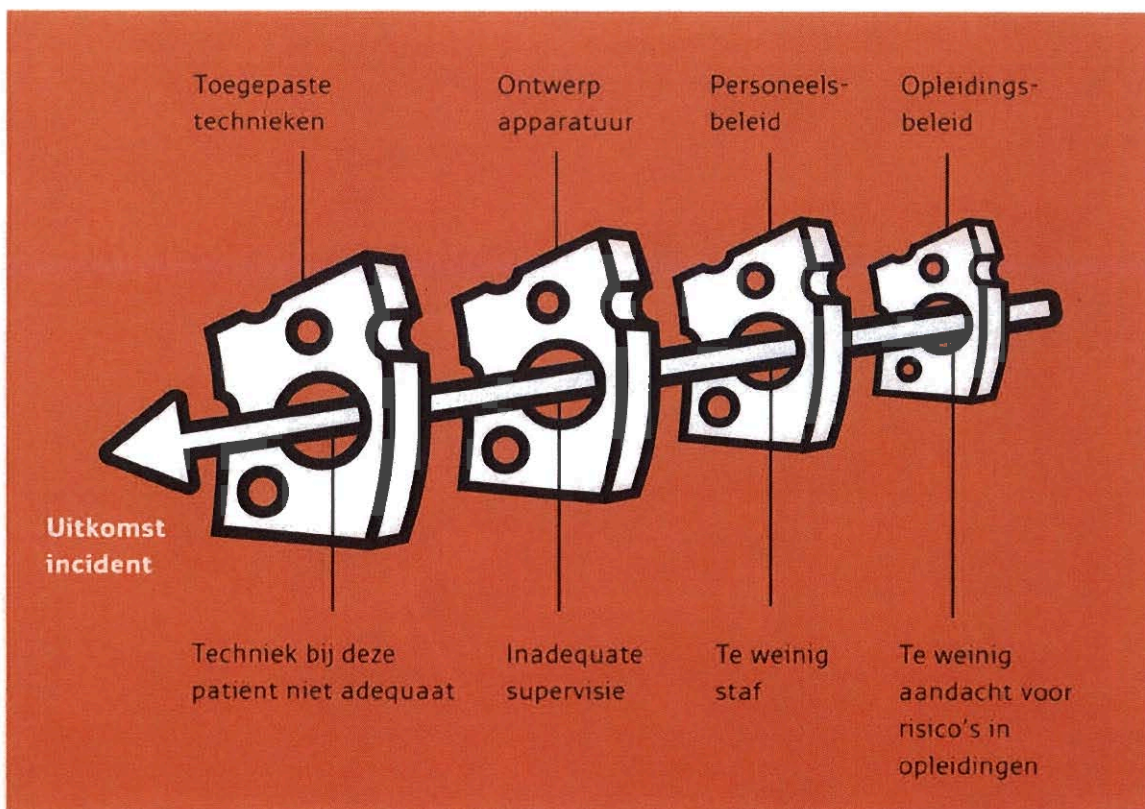 Toegepaste
technieken
Ontwerp
apparatuur
Personeels-
beleid
Opleidings-
beleid
Uitkomst
incident
Techniek bij deze
patiënt niet adequaat
Inadequate
supervisie
Te weinig
staf
Te weinig
aandacht voor
risico's in
opleidingen